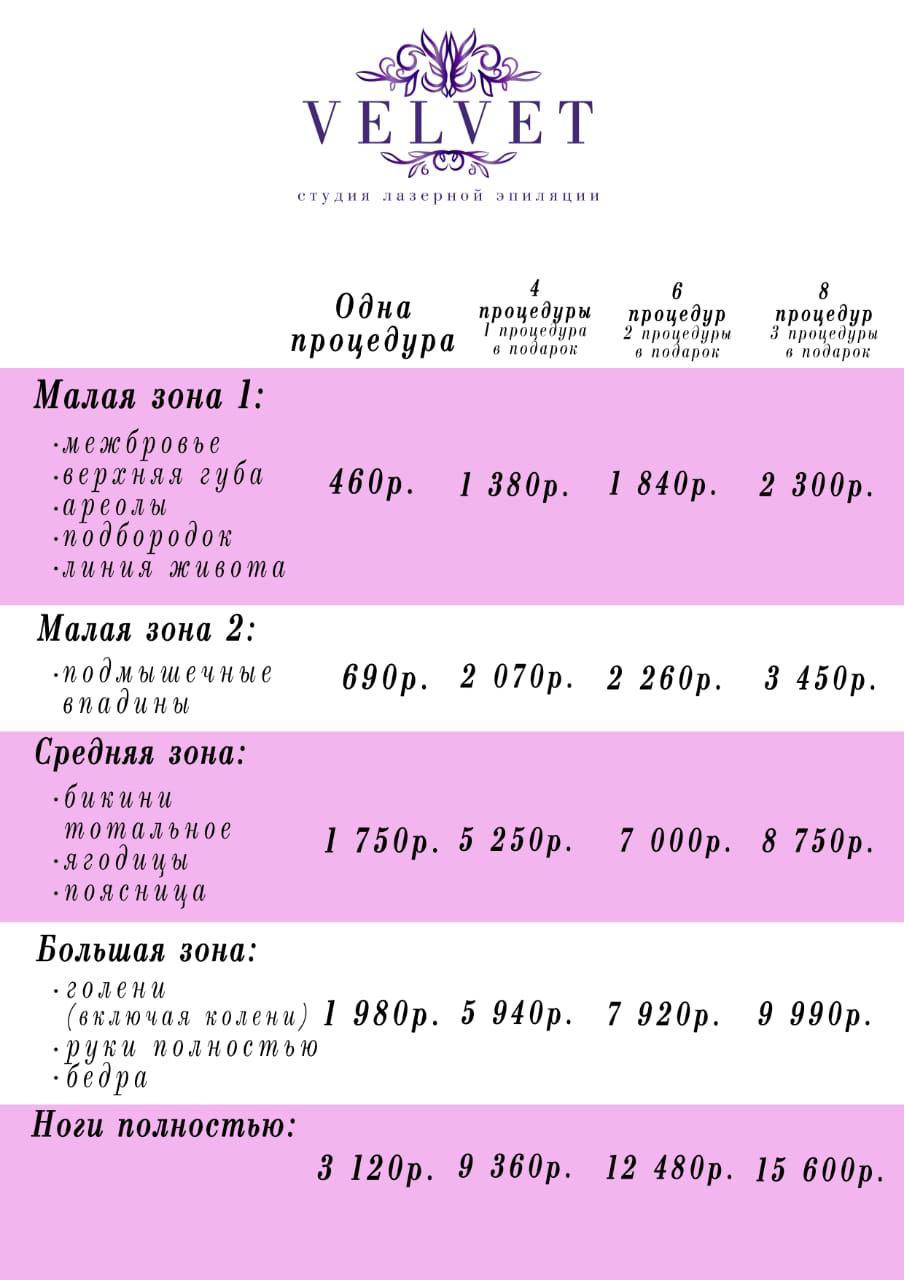 VELVET
студия лазерной эпиляции
Одна
процедура
4
процедуры
1 процедура
в подарок
6
процедур
2 процедуры
в подарок
8
процедур
3 процедуры
в подарок
Малая зона 1:
·межбровье
·верхняя губа
·ареолы
·подбородок
·линия живота
460р.
1 380р.
1 840р.
2 300р.
Малая зона 2:
·подмышечные
впадины
690р.
2 070р.
2 260р.
3 450р.
Средняя зона:
·бикини
тотальное
·ягодицы
·поясница
1 750р.
5 250р.
7 000р.
8 750р.
Большая зона:
·голени
(включая колени)
·руки полностью
·бедра
1 980р.
5 940р.
7 920р.
9 990р.
Ноги полностью:
3 120р.
9 360р.
12 480р.
15 600р.